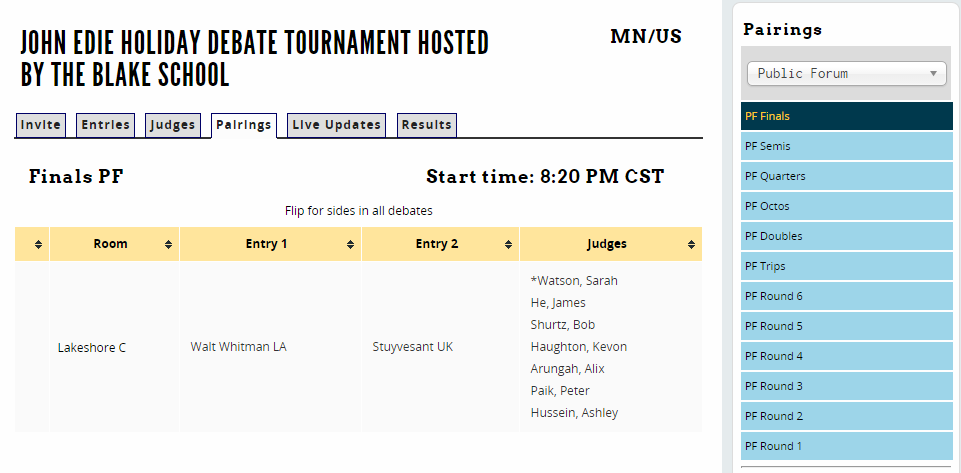 JOHN EDIE HOLIDAY DEBATE TOURNAMENT HOSTED
BY THE BLAKE SCHOOL
MN/US
Invite Entries Judges Pairings Live Updates Results
Finals PF
Start time: 8:20 PM CST
Flip for sides in all debates
Room Entry 1 Entry 2 Judges
Lakeshore C
Walt Whitman LA
Stuyvesant UK
*Watson, Sarah
He, James
Shurtz, Bob
Haughton, Kevon
Arungah, Alix
Paik, Peter
Hussein, Ashley
Pairings
Public Forum
PF Finals
PF Semis
PF Quarters
PF Octos
PF Doubles
PF Trips
PF Round 6
PF Round 5
PF Round 4
PF Round 3
PF Round 2
PF Round 1